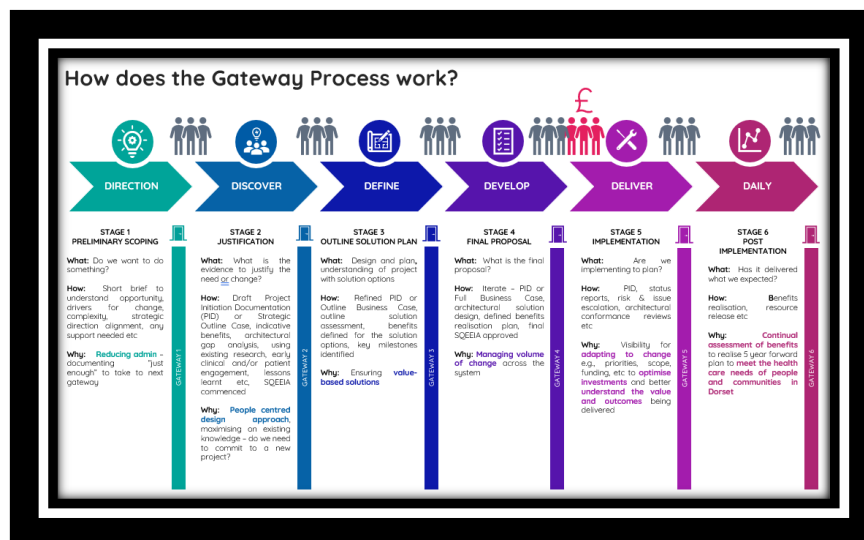 How does the Gateway Process work?
£
DIRECTION
DISCOVER
DEFINE
DEVELOP
DELIVER
DAILY
STAGE 1
PRELIMINARY SCOPING
What: Do we want to do
something?
How: Short brief to
understand opportunity,
drivers for change,
complexity, strategic
direction alignment, any
support needed etc
Why: Reducing admin –
documenting "just
enough" to take to next
gateway
GATEWAY 1
STAGE 2
JUSTIFICATION
What: What is the
evidence to justify the
need or change?
How: Draft Project
Initiation Documentation
(PID) or Strategic
Outline Case, indicative
benefits, architectural
gap analysis, using
existing research, early
clinical and/or patient
engagement, lessons
learnt etc, SQEEIA
commenced
Why: People centred
design approach,
maximising on existing
knowledge – do we need
to commit to a new
project?
GATEWAY 2
STAGE 3
OUTLINE SOLUTION PLAN
What: Design and plan,
understanding of project
with solution options
How: Refined PID or
Outline Business Case,
outline solution
assessment, benefits
defined for the solution
options, key milestones
identified
Why: Ensuring value-
based solutions
GATEWAY 3
STAGE 4
FINAL PROPOSAL
What: What is the final
proposal?
How: Iterate – PID or
Full Business Case,
architectural solution
design, defined benefits
realisation plan, final
SQEEIA approved
Why: Managing volume
of change across the
system
GATEWAY 4
STAGE 5
IMPLEMENTATION
What: Are we
implementing to plan?
How: PID, status
reports, risk & issue
escalation, architectural
conformance reviews
etc
Why: Visibility for
adapting to change
e.g., priorities, scope,
funding, etc to optimise
investments and better
understand the value
and outcomes being
delivered
GATEWAY 5
STAGE 6
POST
IMPLEMENTATION
What: Has it delivered
what we expected?
How: Benefits
realisation, resource
release etc
Why: Continual
assessment of benefits
to realise 5 year forward
plan to meet the health
care needs of people
and communities in
Dorset
GATEWAY 6